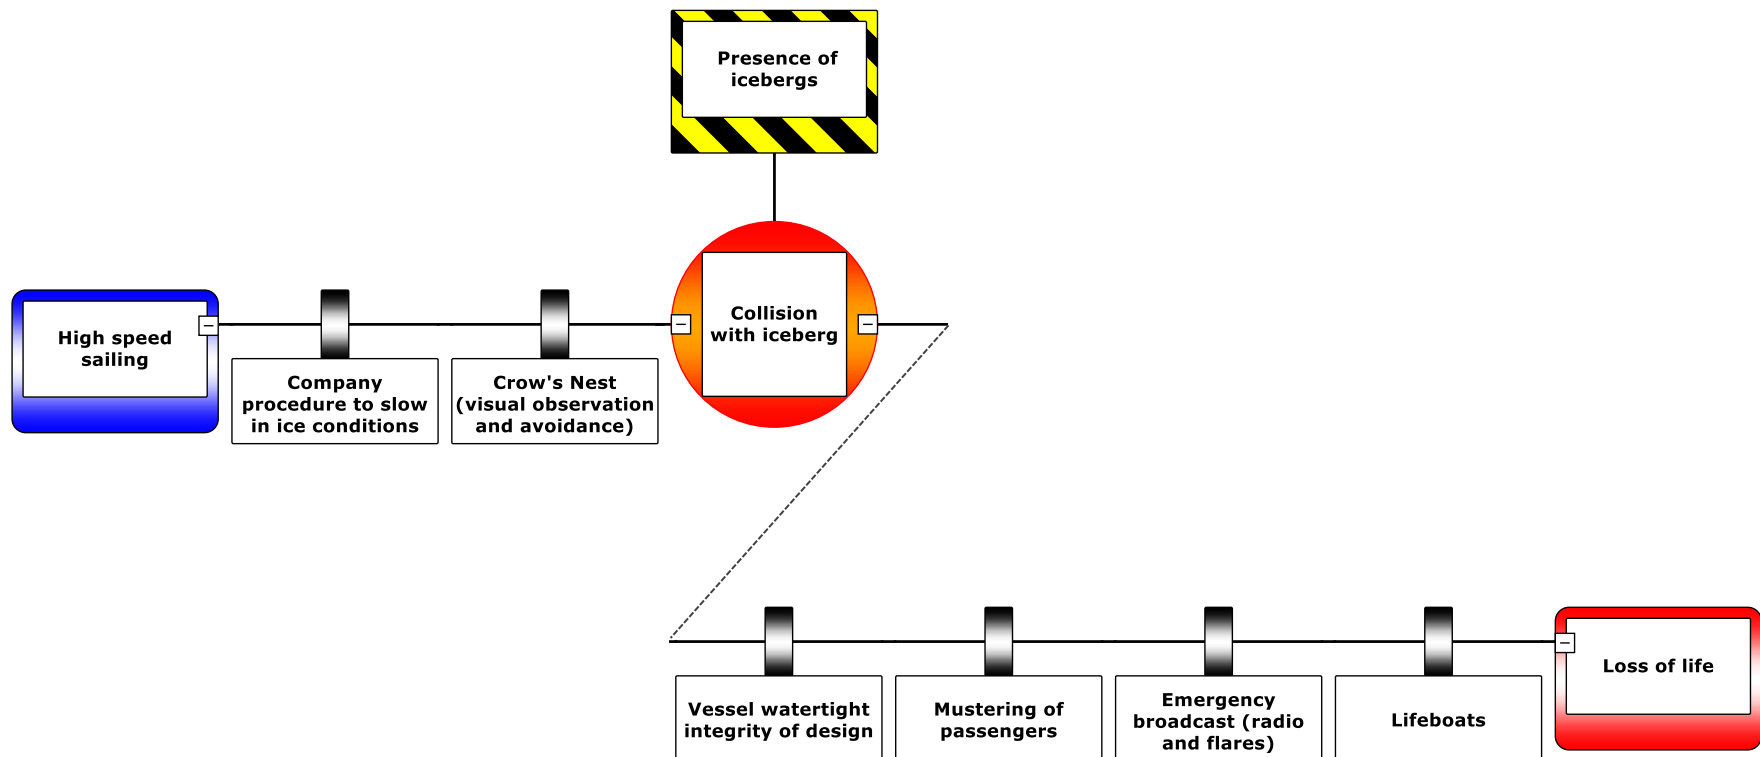 Presence of
icebergs
High speed
sailing
Company
procedure to slow
in ice conditions
Crow's Nest
(visual observation
and avoidance)
Collision
with iceberg
Vessel watertight
integrity of design
Mustering of
passengers
Emergency
broadcast (radio
and flares)
Lifeboats
Loss of life